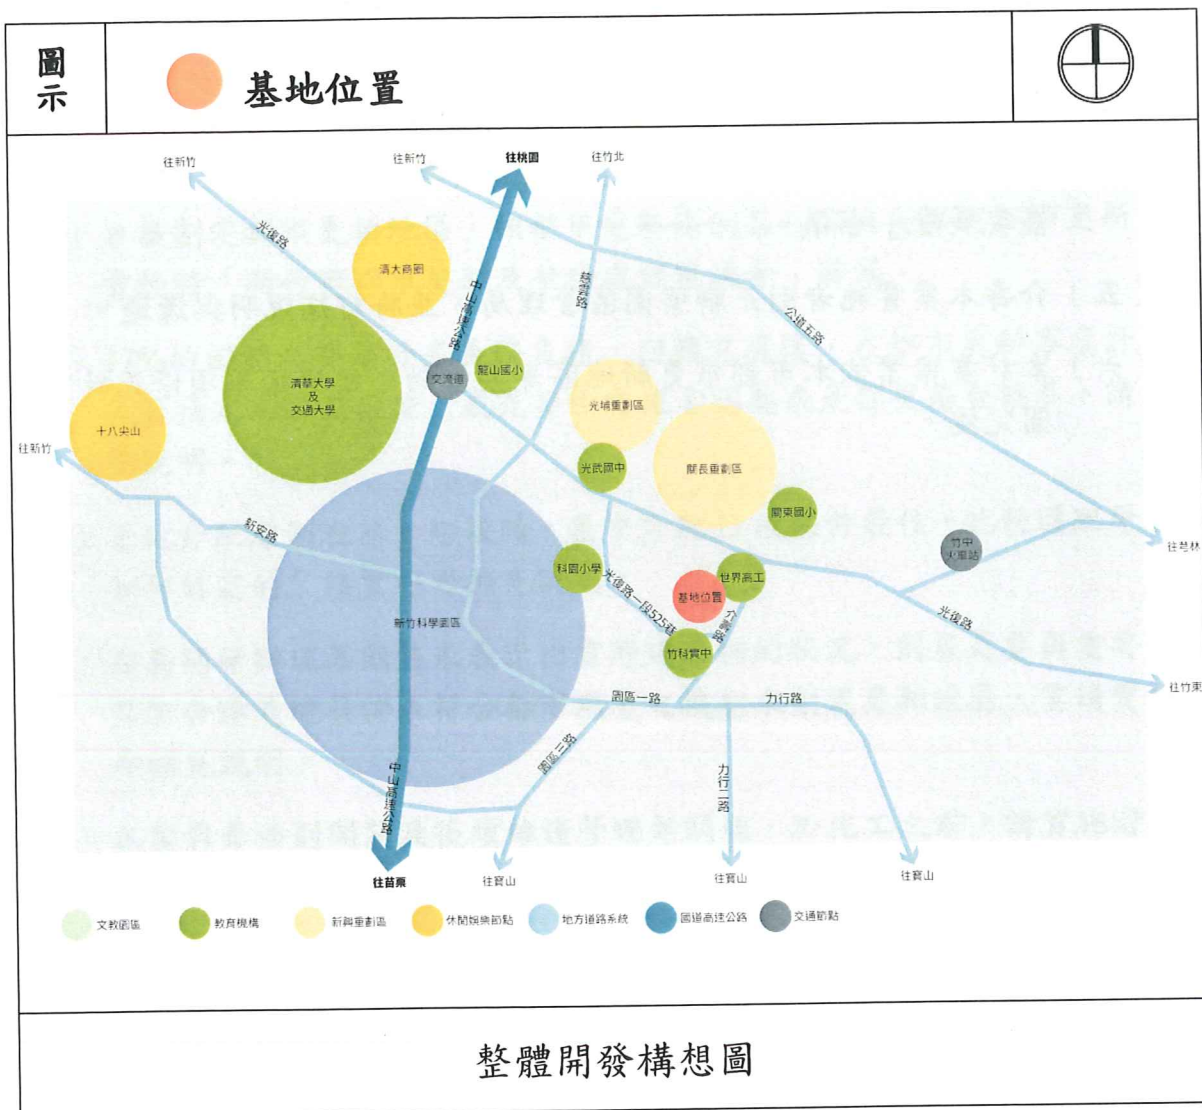 圖示
基地位置
往新竹
往新竹
往桃園
往竹北
光復路
清大商圈
中山高速公路
慈雲路
公道五路
交流道
龍山國小
清華大學
及
交通大學
十八尖山
光埔重劃區
往新竹
光武國中
關長重劃區
關東國小
新安路
竹中
火車站
往芎林
科園小學
世界高工
基地位置
光復路一段525巷
介壽路
光復路
新竹科學園區
竹科實中
往竹東
園區一路
力行路
園區二路
中山高速公路
力行二路
往苗栗
往寶山
往寶山
往寶山
文教園區
教育機構
新興重劃區
休閒娛樂節點
地方道路系統
國道高速公路
交通節點
整體開發構想圖